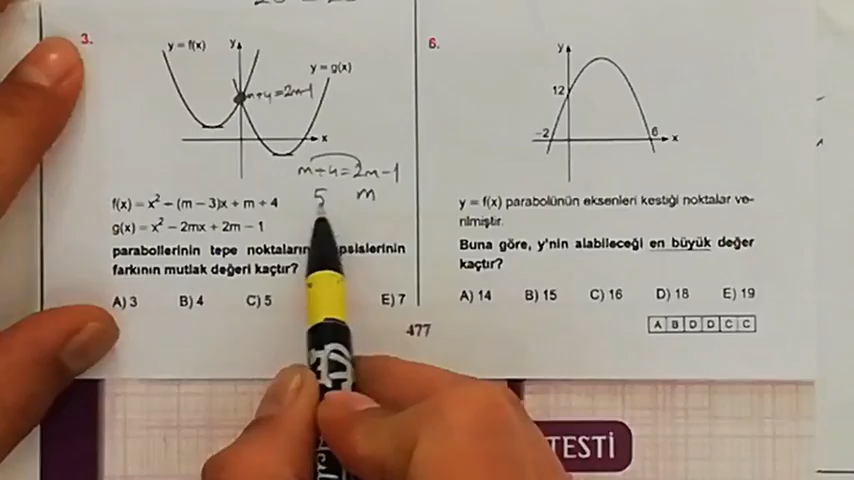 3.
y = f(x)
y
y = g(x)
m+4=2m-1
x
m+4=2m-1
5 m
f(x) = x² - (m - 3)x + m + 4
g(x) = x² - 2mx + 2m - 1
parabollerinin tepe
farkının mutlak değeri kaçtır?
A) 3 B) 4 C) 5 E) 7
477
6.
y
12
-2 6 x
y = f(x) parabolünün eksenleri kestiği noktalar ve-
rilmiştir.
Buna göre, y'nin alabileceği en büyük değer
kaçtır?
A) 14 B) 15 C) 16 D) 18 E) 19
A B D D C C
TESTİ